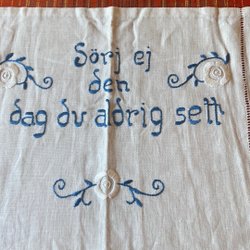 Sörj ej
den
dag du aldrig sett